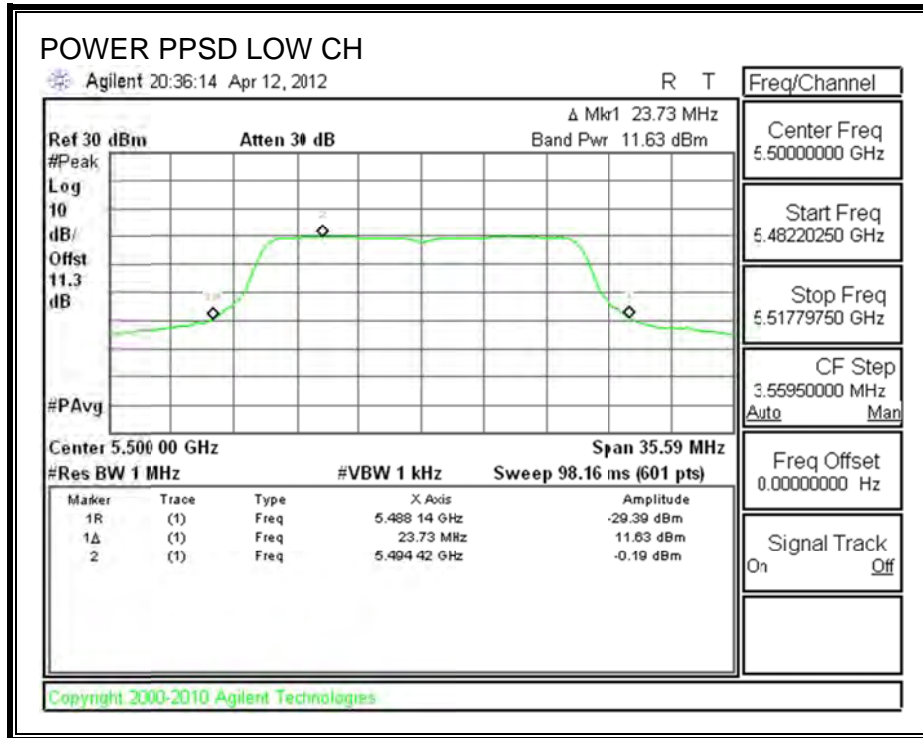 POWER PPSD LOW CH
Agilent 20:36:14 Apr 12, 2012 R T
Δ Mkr1 23.73 MHz
Ref 30 dBm Atten 30 dB Band Pwr 11.63 dBm
#Peak
Log
10
dB/
Offst
11.3
dB
#PAvg
2
1R
Center 5.500 00 GHz Span 35.59 MHz
#Res BW 1 MHz #VBW 1 kHz Sweep 98.16 ms (601 pts)
Marker Trace Type X Axis Amplitude
1R (1) Freq 5.488 14 GHz -29.39 dBm
1Δ (1) Freq 23.73 MHz 11.63 dBm
2 (1) Freq 5.494 42 GHz -0.19 dBm
Copyright 2000-2010 Agilent Technologies
Freq/Channel
Center Freq
5.50000000 GHz
Start Freq
5.48220250 GHz
Stop Freq
5.51779750 GHz
CF Step
3.55950000 MHz
Auto Man
Freq Offset
0.00000000 Hz
Signal Track
On Off